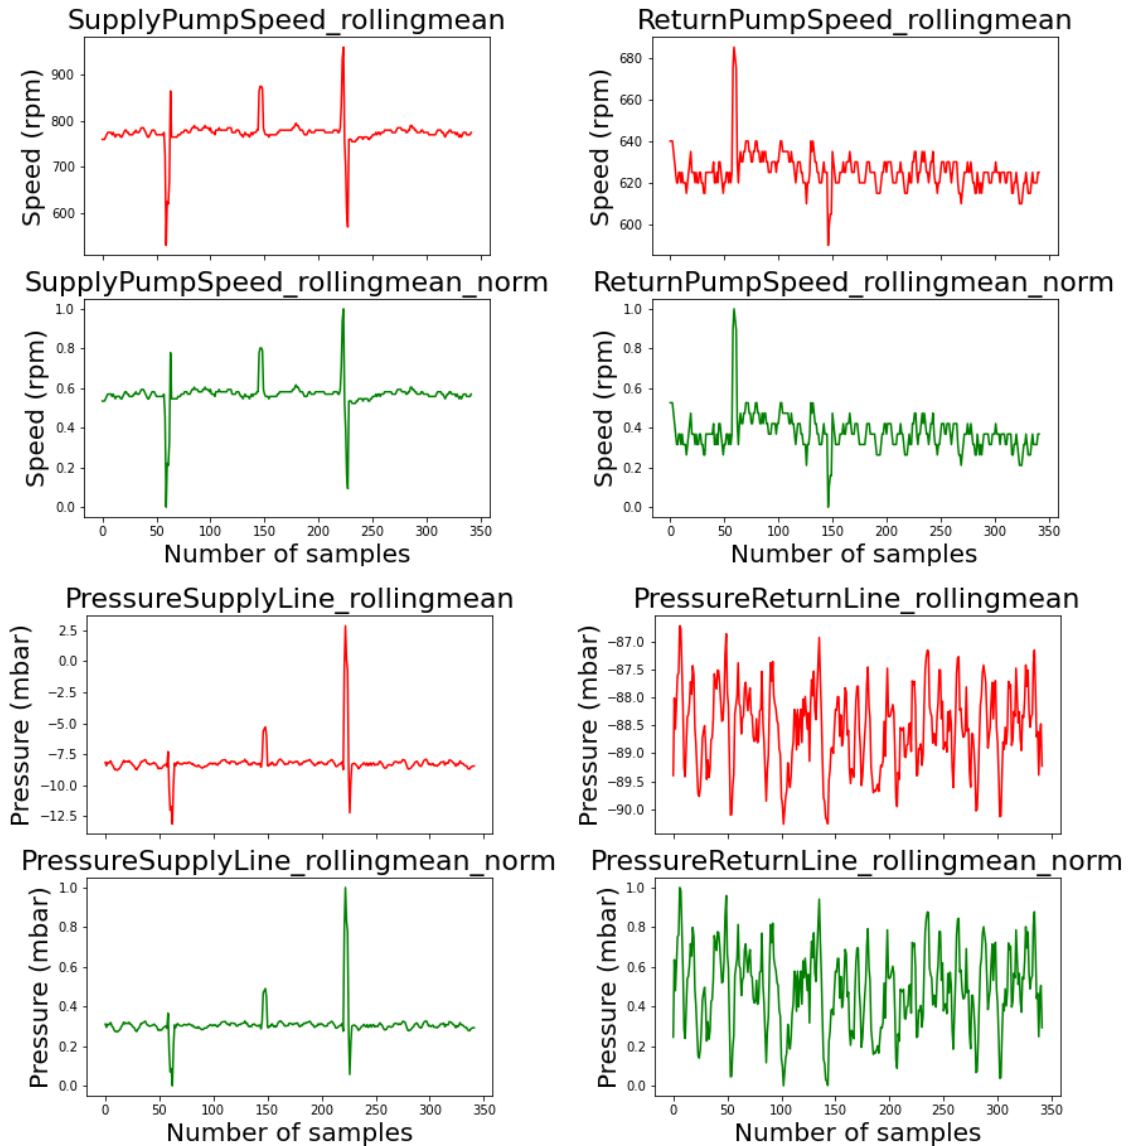 SupplyPumpSpeed_rollingmean
Speed (rpm)
900
800
700
600
ReturnPumpSpeed_rollingmean
Speed (rpm)
680
660
640
620
600
SupplyPumpSpeed_rollingmean_norm
Speed (rpm)
1.0
0.8
0.6
0.4
0.2
0.0
0 50 100 150 200 250 300 350
Number of samples
ReturnPumpSpeed_rollingmean_norm
Speed (rpm)
1.0
0.8
0.6
0.4
0.2
0.0
0 50 100 150 200 250 300 350
Number of samples
PressureSupplyLine_rollingmean
Pressure (mbar)
2.5
0.0
−2.5
−5.0
−7.5
−10.0
−12.5
PressureReturnLine_rollingmean
Pressure (mbar)
−87.0
−87.5
−88.0
−88.5
−89.0
−89.5
−90.0
PressureSupplyLine_rollingmean_norm
Pressure (mbar)
1.0
0.8
0.6
0.4
0.2
0.0
0 50 100 150 200 250 300 350
Number of samples
PressureReturnLine_rollingmean_norm
Pressure (mbar)
1.0
0.8
0.6
0.4
0.2
0.0
0 50 100 150 200 250 300 350
Number of samples